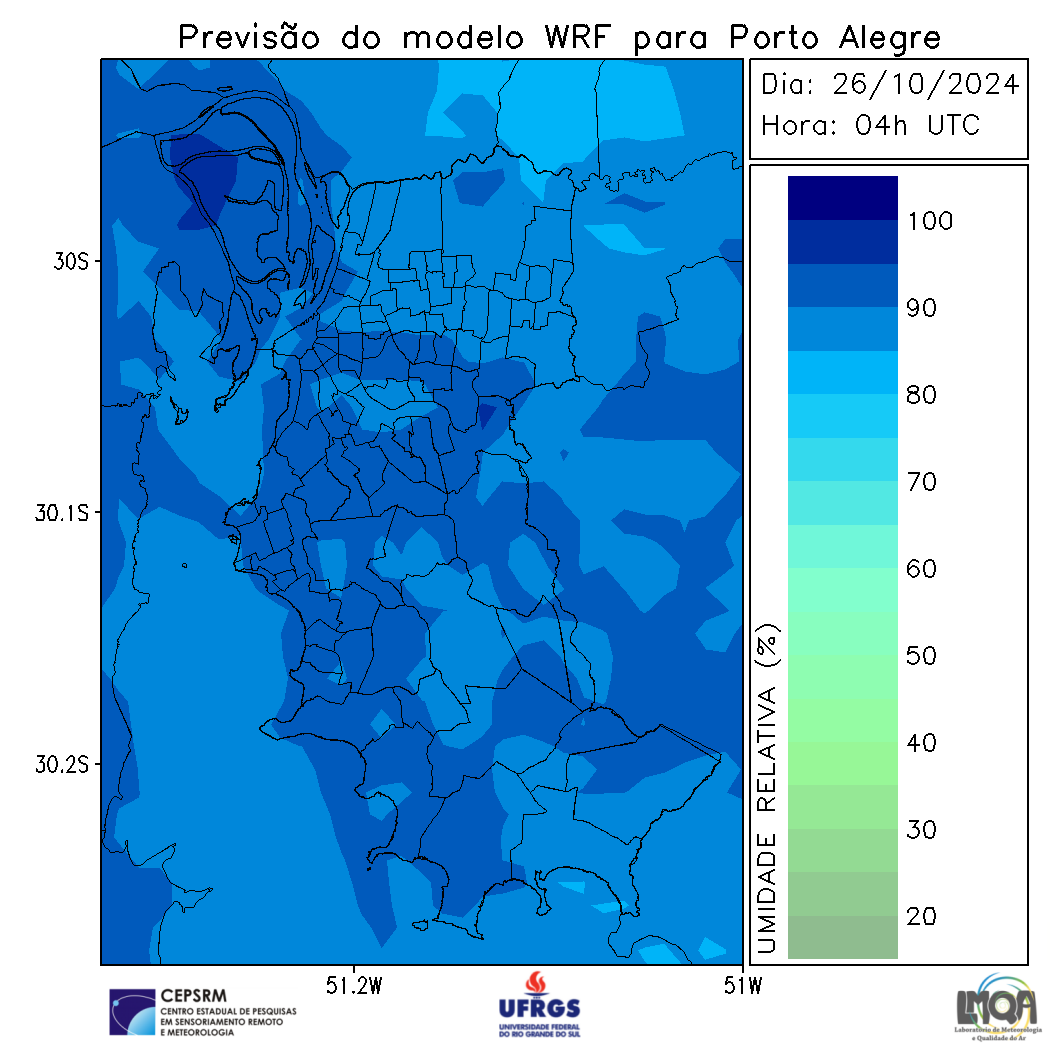 Previsão do modelo WRF para Porto Alegre
Dia: 26/10/2024
Hora: 04h UTC
100
90
80
70
60
50
40
30
20
UMIDADE RELATIVA (%)
30S
30.1S
30.2S
51.2W
51W
CEPSRM
CENTRO ESTADUAL DE PESQUISAS
EM SENSORIAMENTO REMOTO
E METEOROLOGIA
UFRGS
UNIVERSIDADE FEDERAL
DO RIO GRANDE DO SUL
LMQA
Laboratório de Meteorologia
e Qualidade do Ar